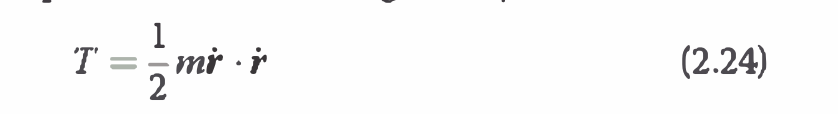 'T' = 1/2 mṙ · ṙ (2.24)